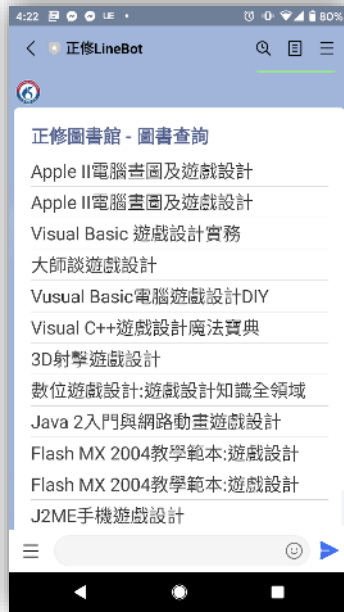 4:22
80%
正修LineBot
正修圖書館 - 圖書查詢
Apple II電腦畫圖及遊戲設計
Apple II電腦畫圖及遊戲設計
Visual Basic 遊戲設計實務
大師談遊戲設計
Vusual Basic電腦遊戲設計DIY
Visual C++遊戲設計魔法寶典
3D射擊遊戲設計
數位遊戲設計:遊戲設計知識全領域
Java 2入門與網路動畫遊戲設計
Flash MX 2004教學範本:遊戲設計
Flash MX 2004教學範本:遊戲設計
J2ME手機遊戲設計